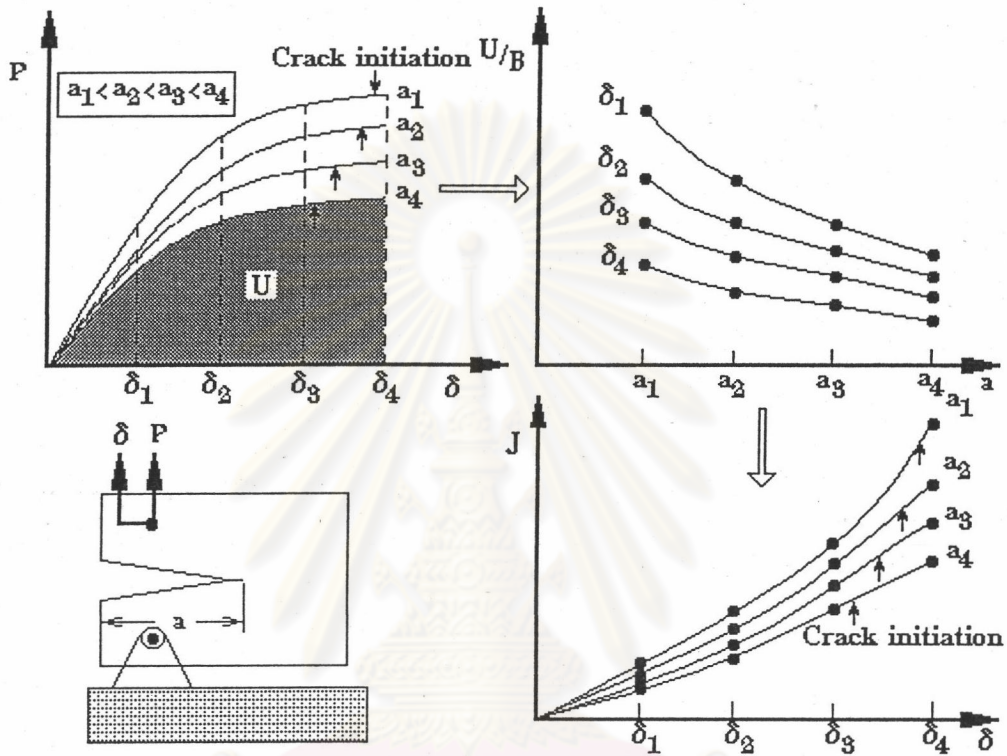 P
a1<a2<a3<a4
Crack initiation
a1
a2
a3
a4
U
δ1 δ2 δ3 δ4 δ
U/B
δ1
δ2
δ3
δ4
a1 a2 a3 a4 a
δ P
a
J
a1
a2
a3
a4
Crack initiation
δ1 δ2 δ3 δ4 δ